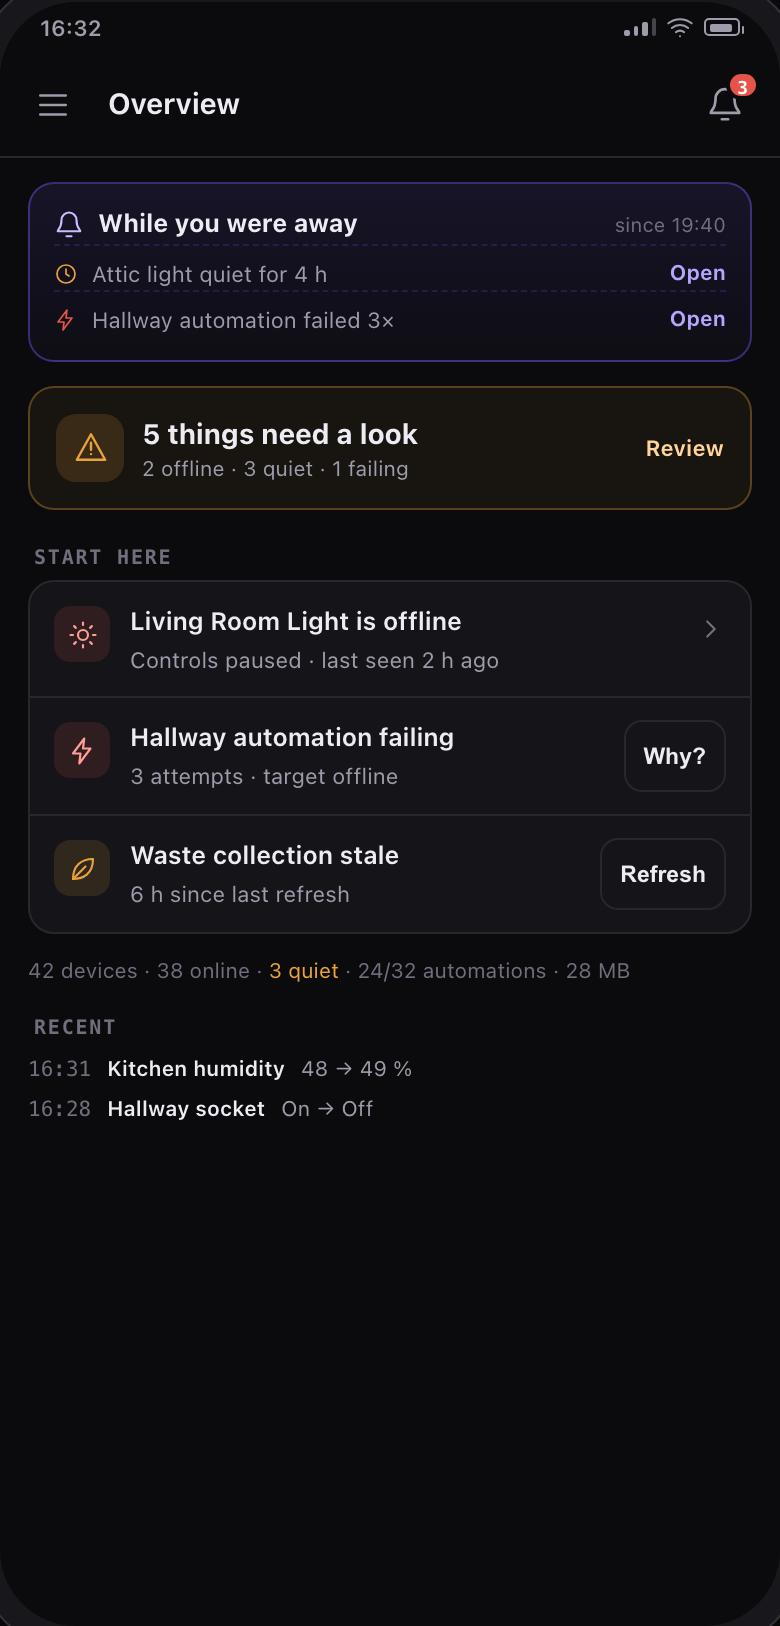 16:32
Overview
3
While you were away
since 19:40
Attic light quiet for 4 h
Open
Hallway automation failed 3×
Open
5 things need a look
2 offline · 3 quiet · 1 failing
Review
START HERE
Living Room Light is offline
Controls paused · last seen 2 h ago
Hallway automation failing
3 attempts · target offline
Why?
Waste collection stale
6 h since last refresh
Refresh
42 devices · 38 online · 3 quiet · 24/32 automations · 28 MB
RECENT
16:31 Kitchen humidity 48 → 49 %
16:28 Hallway socket On → Off